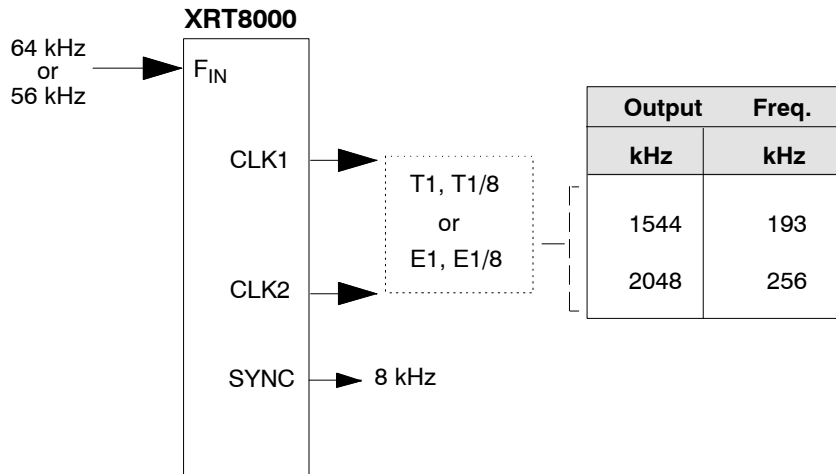 XRT8000
64 kHz
or
56 kHz
FIN
CLK1
CLK2
SYNC
8 kHz
T1, T1/8
or
E1, E1/8
Output Freq.
kHz kHz
1544 193
2048 256